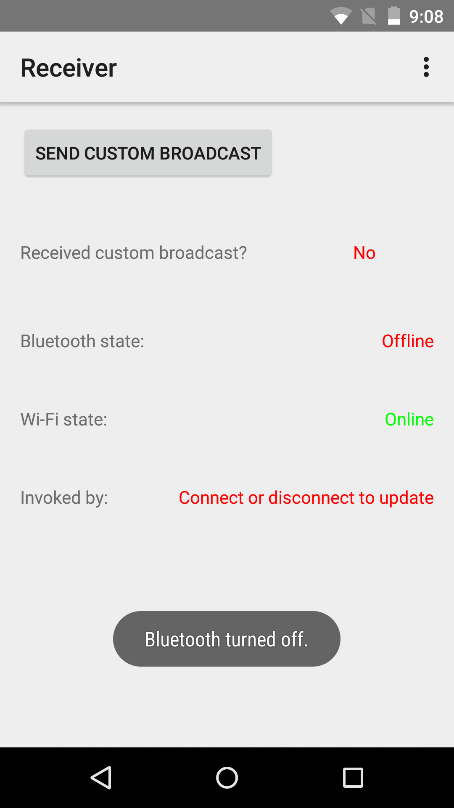 9:08
Receiver
SEND CUSTOM BROADCAST
Received custom broadcast? No
Bluetooth state: Offline
Wi-Fi state: Online
Invoked by: Connect or disconnect to update
Bluetooth turned off.